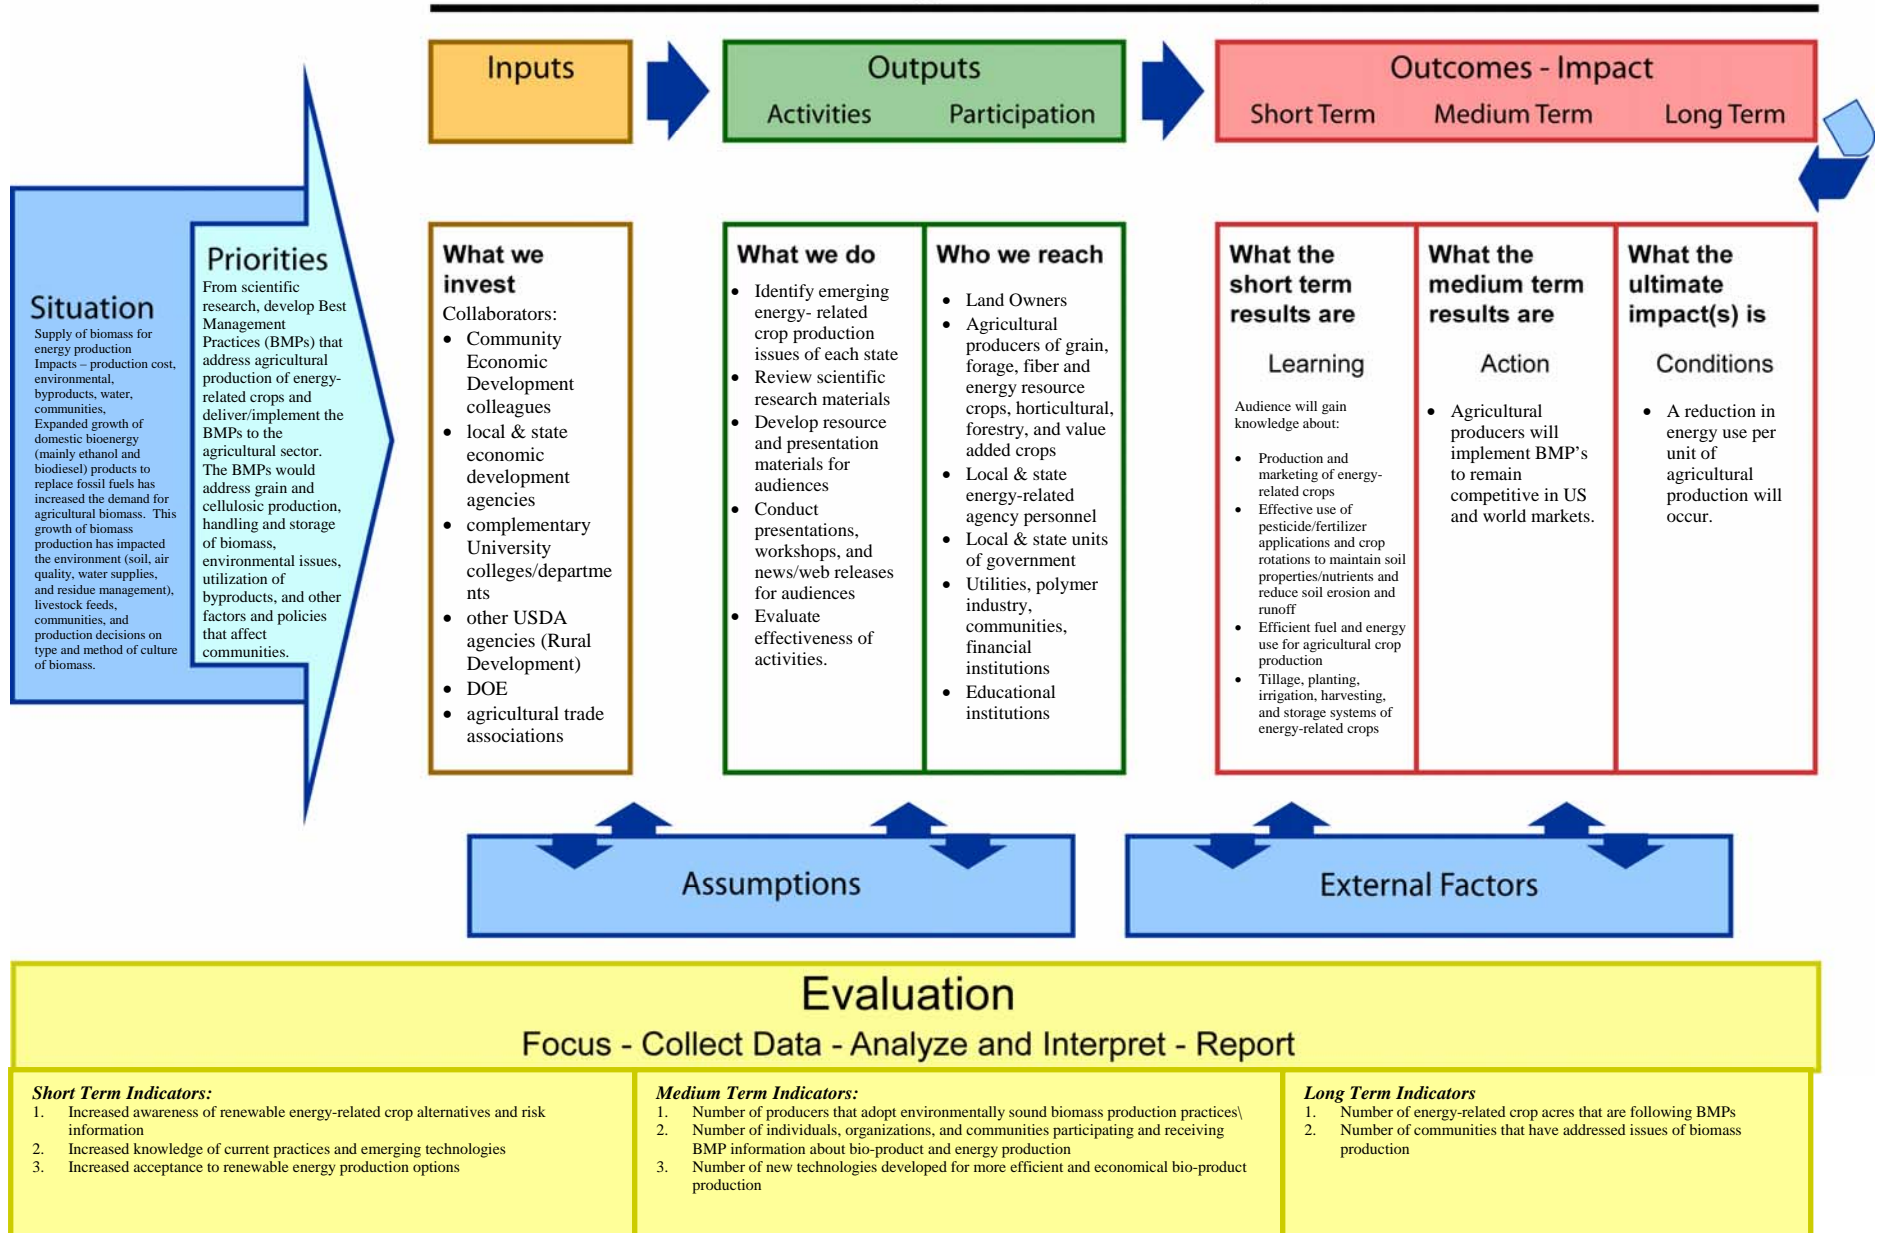 Inputs
Outputs
Activities Participation
Outcomes - Impact
Short Term Medium Term Long Term
Situation
Supply of biomass for
energy production
Impacts – production cost,
environmental,
byproducts, water,
communities,
Expanded growth of
domestic bioenergy
(mainly ethanol and
biodiesel) products to
replace fossil fuels has
increased the demand for
agricultural biomass. This
growth of biomass
production has impacted
the environment (soil, air
quality, water supplies,
and residue management),
livestock feeds,
communities, and
production decisions on
type and method of culture
of biomass.
Priorities
From scientific
research, develop Best
Management
Practices (BMPs) that
address agricultural
production of energy-
related crops and
deliver/implement the
BMPs to the
agricultural sector.
The BMPs would
address grain and
cellulosic production,
handling and storage
of biomass,
environmental issues,
utilization of
byproducts, and other
factors and policies
that affect
communities.
What we
invest
Collaborators:
• Community
Economic
Development
colleagues
• local & state
economic
development
agencies
• complementary
University
colleges/departme
nts
• other USDA
agencies (Rural
Development)
• DOE
• agricultural trade
associations
What we do
• Identify emerging
energy- related
crop production
issues of each state
• Review scientific
research materials
• Develop resource
and presentation
materials for
audiences
• Conduct
presentations,
workshops, and
news/web releases
for audiences
• Evaluate
effectiveness of
activities.
Who we reach
• Land Owners
• Agricultural
producers of grain,
forage, fiber and
energy resource
crops, horticultural,
forestry, and value
added crops
• Local & state
energy-related
agency personnel
• Local & state units
of government
• Utilities, polymer
industry,
communities,
financial
institutions
• Educational
institutions
What the
short term
results are
Learning
Audience will gain
knowledge about:
• Production and
marketing of energy-
related crops
• Effective use of
pesticide/fertilizer
applications and crop
rotations to maintain soil
properties/nutrients and
reduce soil erosion and
runoff
• Efficient fuel and energy
use for agricultural crop
production
• Tillage, planting,
irrigation, harvesting,
and storage systems of
energy-related crops
What the
medium term
results are
Action
• Agricultural
producers will
implement BMP’s
to remain
competitive in US
and world markets.
What the
ultimate
impact(s) is
Conditions
• A reduction in
energy use per
unit of
agricultural
production will
occur.
Assumptions
External Factors
Evaluation
Focus - Collect Data - Analyze and Interpret - Report
Short Term Indicators:
1. Increased awareness of renewable energy-related crop alternatives and risk
information
2. Increased knowledge of current practices and emerging technologies
3. Increased acceptance to renewable energy production options
Medium Term Indicators:
1. Number of producers that adopt environmentally sound biomass production practices\
2. Number of individuals, organizations, and communities participating and receiving
BMP information about bio-product and energy production
3. Number of new technologies developed for more efficient and economical bio-product
production
Long Term Indicators
1. Number of energy-related crop acres that are following BMPs
2. Number of communities that have addressed issues of biomass
production